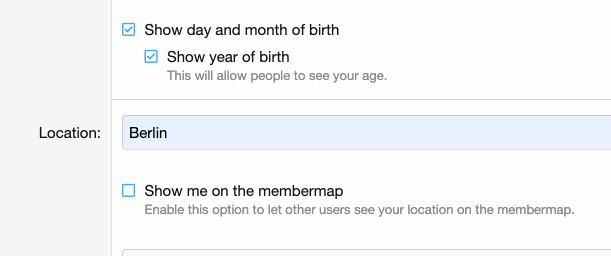 Show day and month of birth
Show year of birth
This will allow people to see your age.
Location: Berlin
Show me on the membermap
Enable this option to let other users see your location on the membermap.